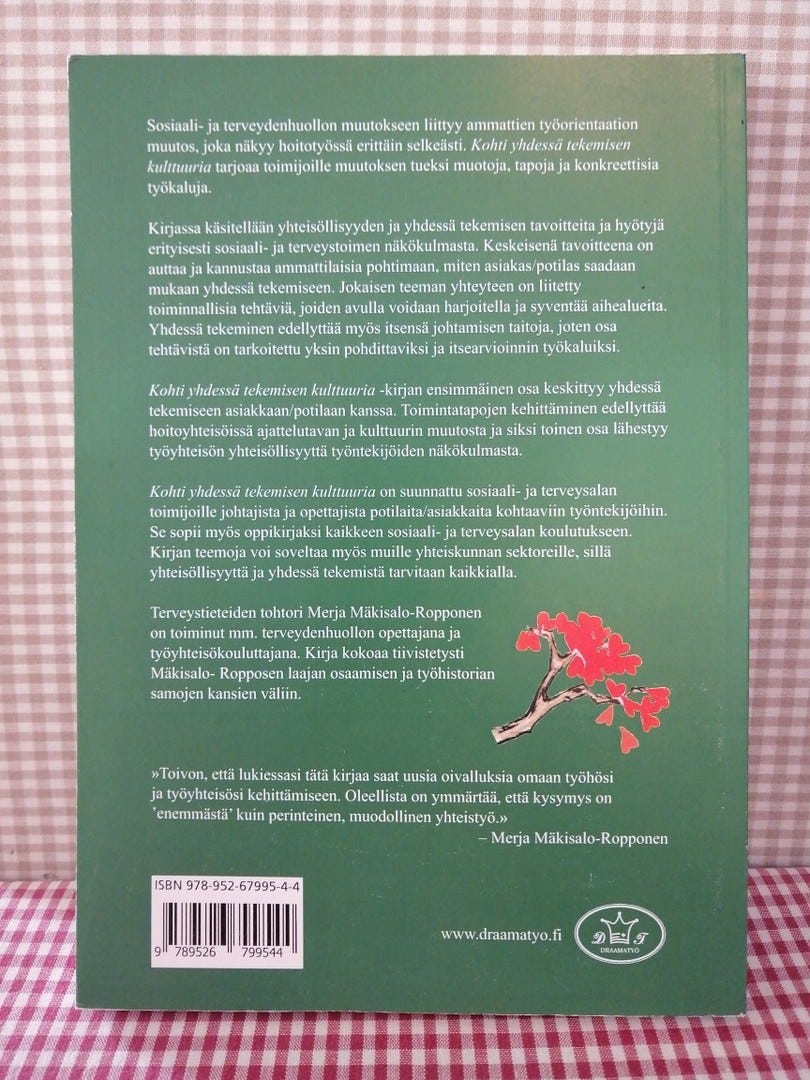 Sosiaali- ja terveydenhuollon muutokseen liittyy ammattien työorientaation
muutos, joka näkyy hoitotyössä erittäin selkeästi. Kohti yhdessä tekemisen
kulttuuria tarjoaa toimijoille muutoksen tueksi muotoja, tapoja ja konkreettisia
työkaluja.
Kirjassa käsitellään yhteisöllisyyden ja yhdessä tekemisen tavoitteita ja hyötyjä
erityisesti sosiaali- ja terveystoimen näkökulmasta. Keskeisenä tavoitteena on
auttaa ja kannustaa ammattilaisia pohtimaan, miten asiakas/potilas saadaan
mukaan yhdessä tekemiseen. Jokaisen teeman yhteyteen on liitetty
toiminnallisia tehtäviä, joiden avulla voidaan harjoitella ja syventää aihealueita.
Yhdessä tekeminen edellyttää myös itsensä johtamisen taitoja, joten osa
tehtävistä on tarkoitettu yksin pohdittaviksi ja itsearvioinnin työkaluiksi.
Kohti yhdessä tekemisen kulttuuria -kirjan ensimmäinen osa keskittyy yhdessä
tekemiseen asiakkaan/potilaan kanssa. Toimintatapojen kehittäminen edellyttää
hoitoyhteisöissä ajattelutavan ja kulttuurin muutosta ja siksi toinen osa lähestyy
työyhteisön yhteisöllisyyttä työntekijöiden näkökulmasta.
Kohti yhdessä tekemisen kulttuuria on suunnattu sosiaali- ja terveysalan
toimijoille johtajista ja opettajista potilaita/asiakkaita kohtaaviin työntekijöihin.
Se sopii myös oppikirjaksi kaikkeen sosiaali- ja terveysalan koulutukseen.
Kirjan teemoja voi soveltaa myös muille yhteiskunnan sektoreille, sillä
yhteisöllisyyttä ja yhdessä tekemistä tarvitaan kaikkialla.
Terveystieteiden tohtori Merja Mäkisalo-Ropponen
on toiminut mm. terveydenhuollon opettajana ja
työyhteisökouluttajana. Kirja kokoaa tiivistetysti
Mäkisalo- Ropposen laajan osaamisen ja työhistorian
samojen kansien väliin.
»Toivon, että lukiessasi tätä kirjaa saat uusia oivalluksia omaan työhösi
ja työyhteisösi kehittämiseen. Oleellista on ymmärtää, että kysymys on
’enemmästä’ kuin perinteinen, muodollinen yhteistyö.»
– Merja Mäkisalo-Ropponen
ISBN 978-952-67995-4-4
9 789526 799544
www.draamatyo.fi
D T
DRAAMATYÖ